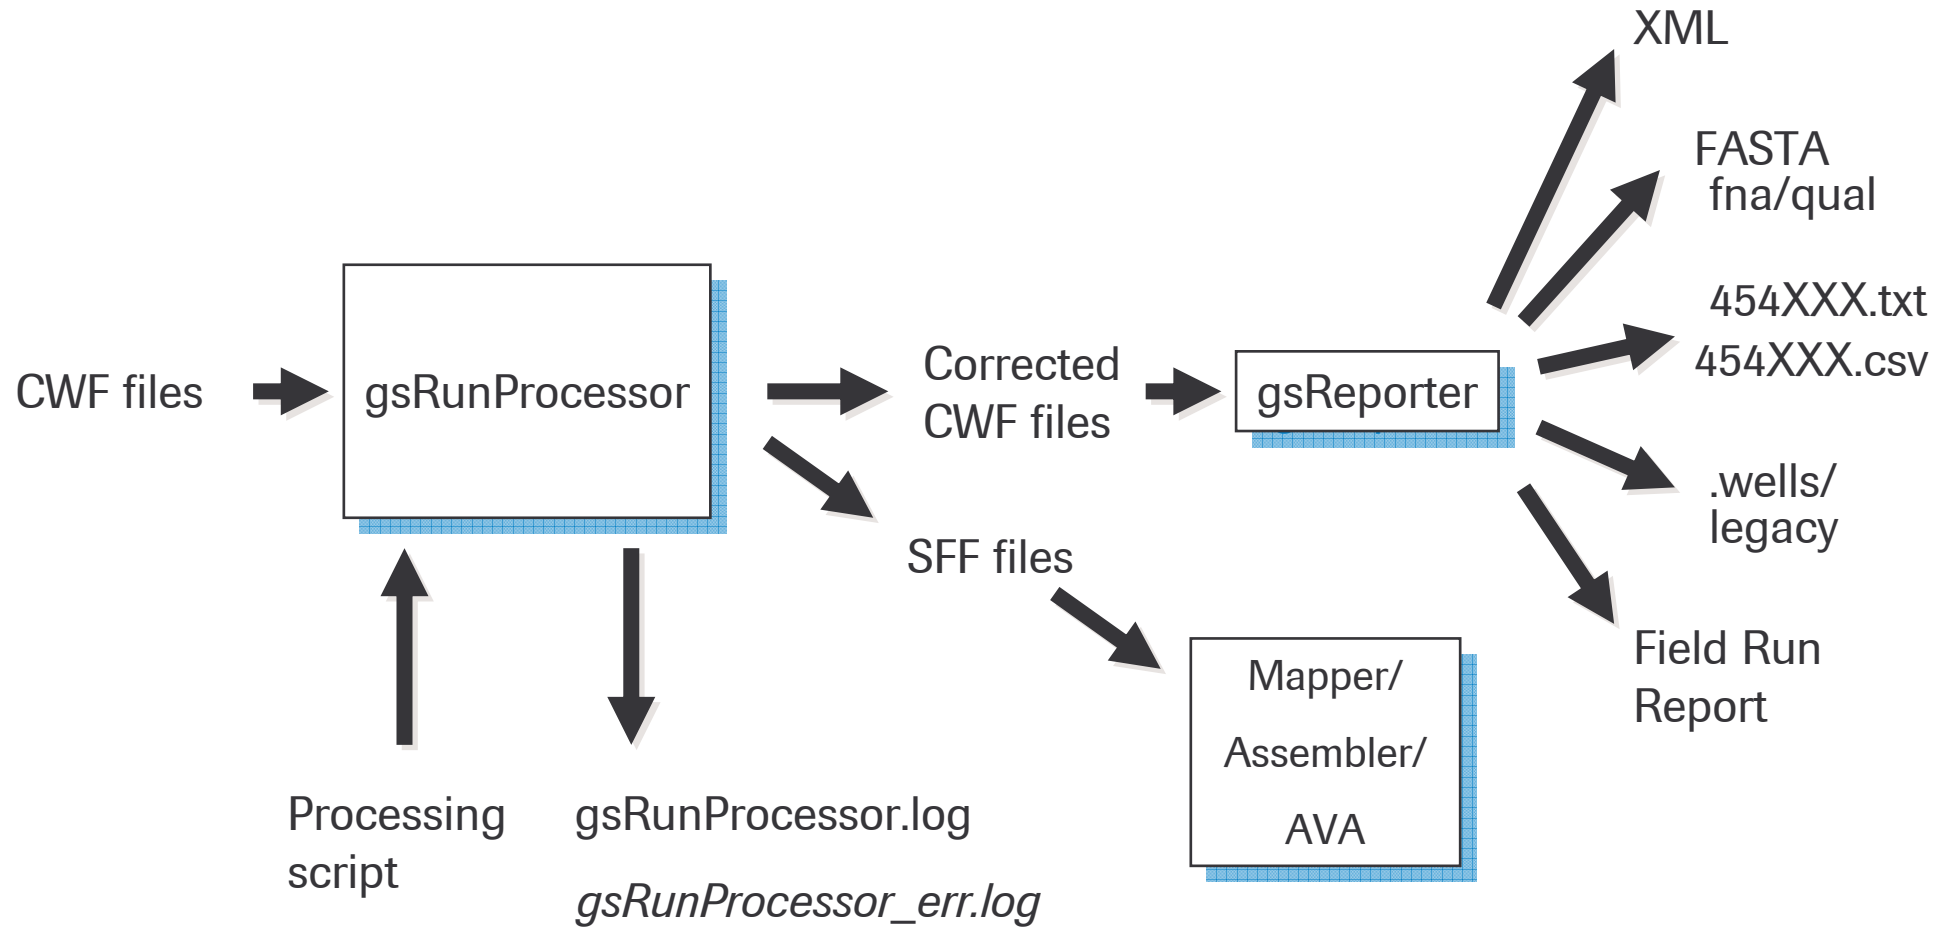 CWF files
gsRunProcessor
Processing
script
gsRunProcessor.log
gsRunProcessor_err.log
Corrected
CWF files
SFF files
gsReporter
Mapper/
Assembler/
AVA
XML
FASTA
fna/qual
454XXX.txt
454XXX.csv
.wells/
legacy
Field Run
Report